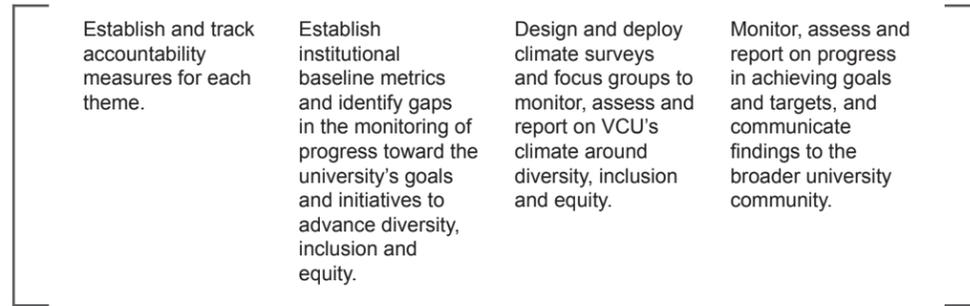 Establish and track
accountability
measures for each
theme.
Establish
institutional
baseline metrics
and identify gaps
in the monitoring of
progress toward the
university’s goals
and initiatives to
advance diversity,
inclusion and
equity.
Design and deploy
climate surveys
and focus groups to
monitor, assess and
report on VCU’s
climate around
diversity, inclusion
and equity.
Monitor, assess and
report on progress
in achieving goals
and targets, and
communicate
findings to the
broader university
community.